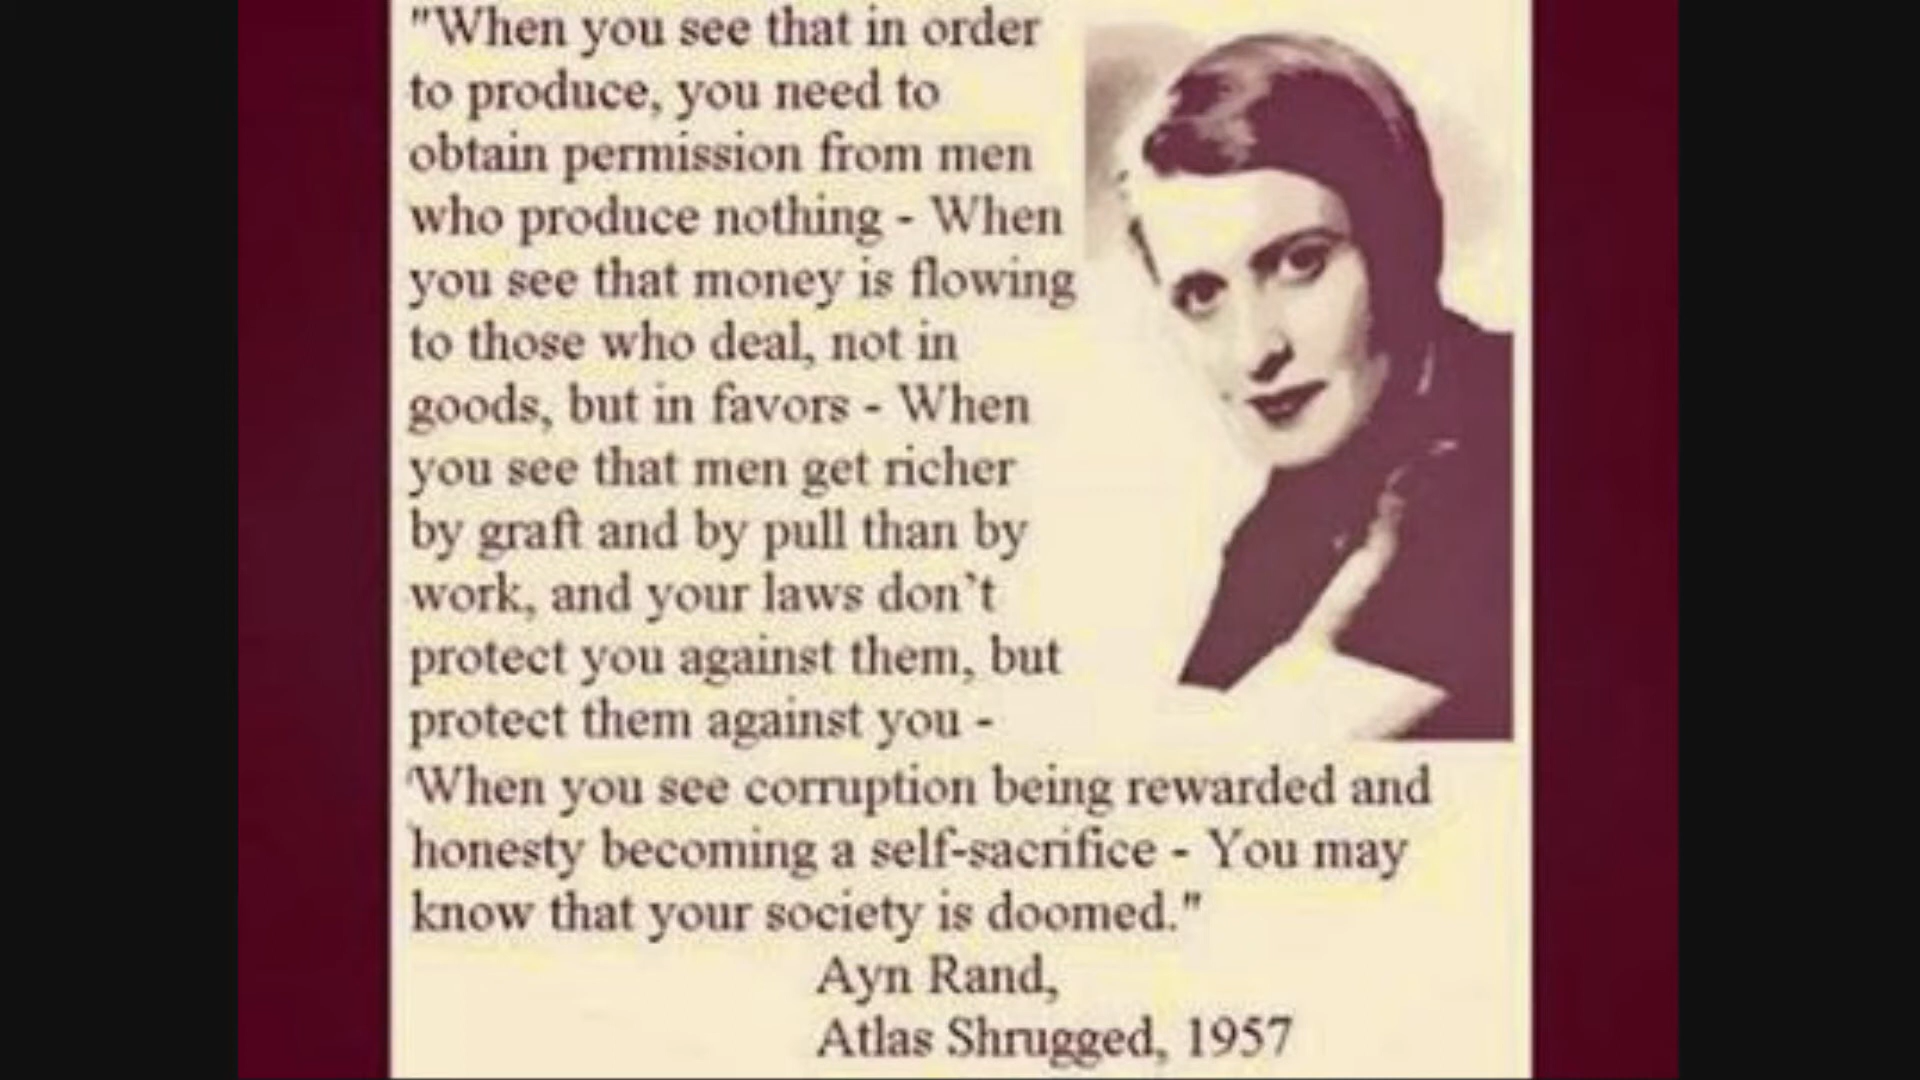 "When you see that in order
to produce, you need to
obtain permission from men
who produce nothing - When
you see that money is flowing
to those who deal, not in
goods, but in favors - When
you see that men get richer
by graft and by pull than by
work, and your laws don't
protect you against them, but
protect them against you -
'When you see corruption being rewarded and
honesty becoming a self-sacrifice - You may
know that your society is doomed."
Ayn Rand,
Atlas Shrugged, 1957